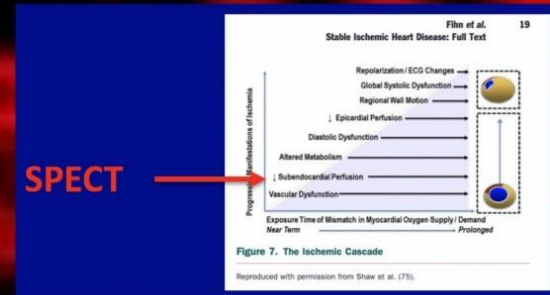 Fihn et al. 19
Stable Ischemic Heart Disease: Full Text
Repolarization / ECG Changes
Global Systolic Dysfunction
Regional Wall Motion
↓ Epicardial Perfusion
Diastolic Dysfunction
Altered Metabolism
↓ Subendocardial Perfusion
Vascular Dysfunction
Manifestations of Ischemia
SPECT
Exposure Time of Mismatch in Myocardial Oxygen Supply / Demand
Near Term Prolonged
Figure 7. The Ischemic Cascade
Reproduced with permission from Shaw et al. (75).